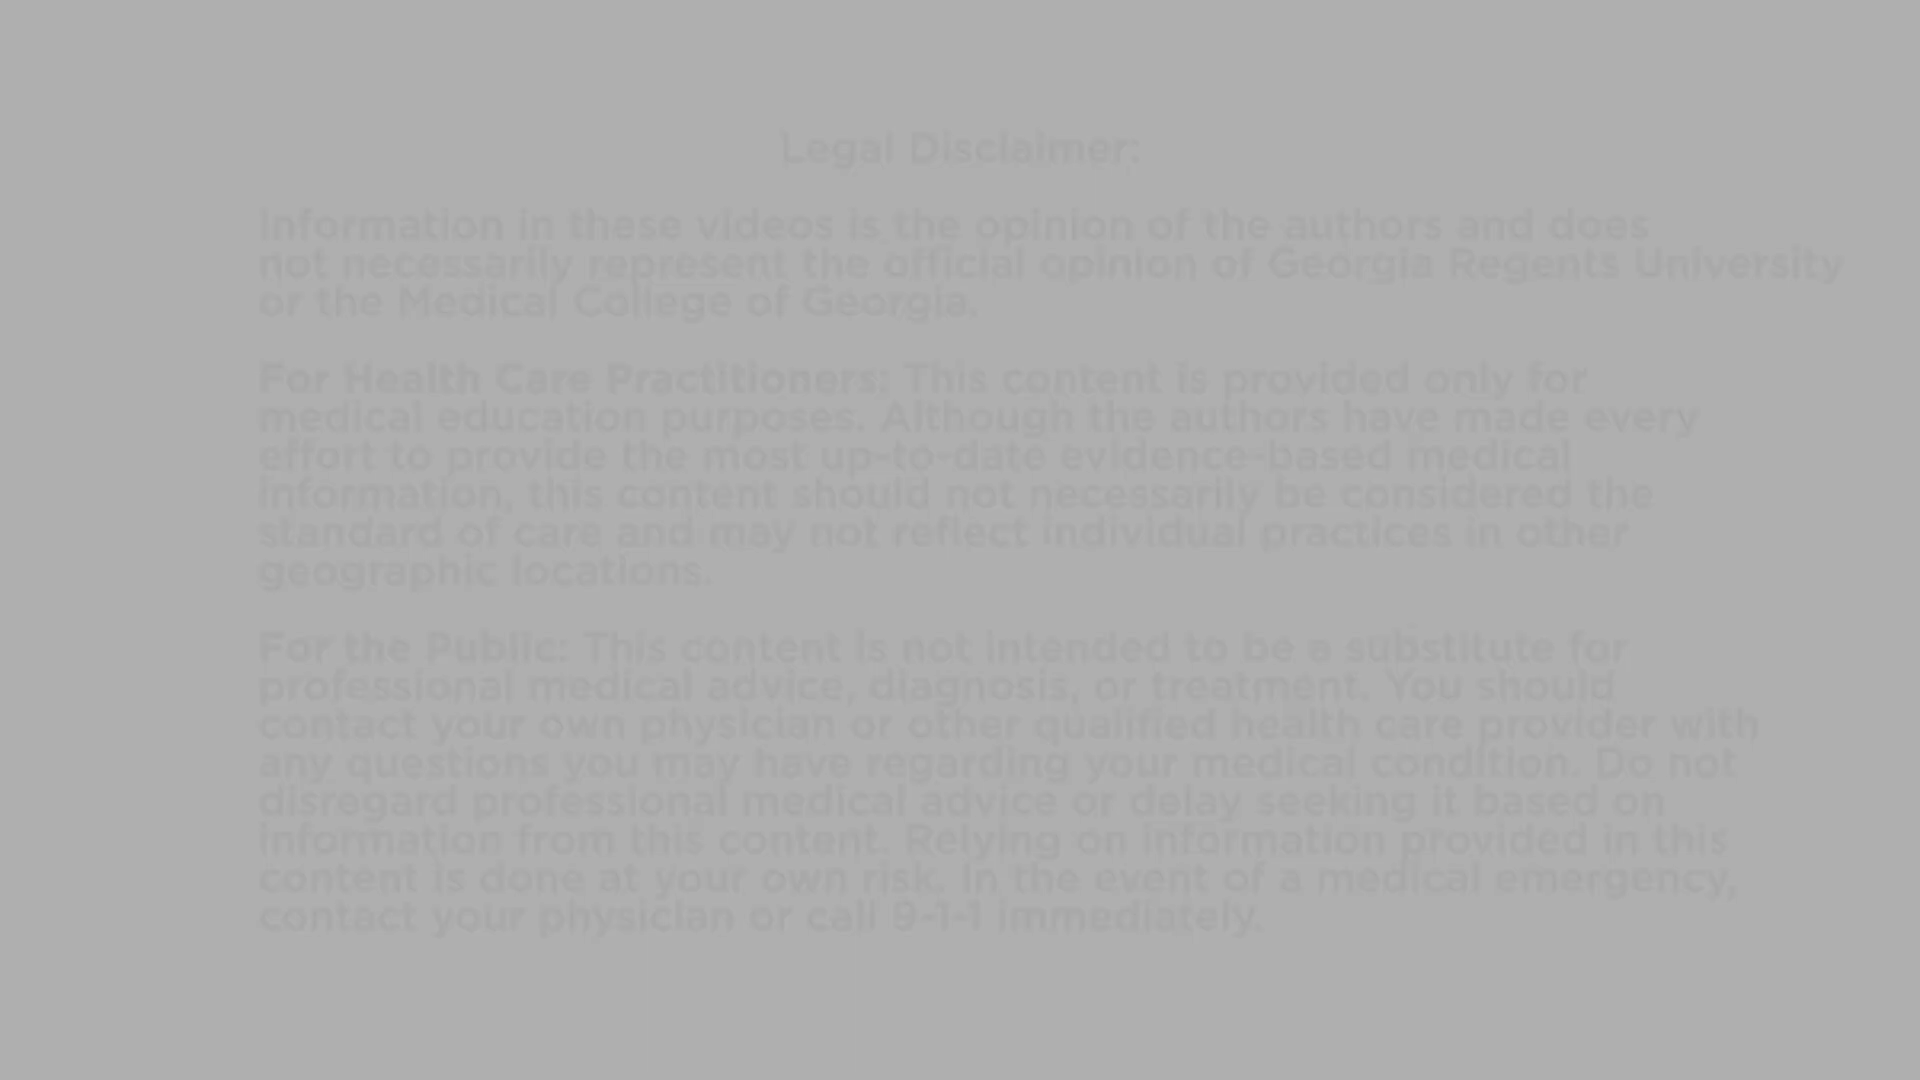 Legal Disclaimer:
Information in these videos is the opinion of the authors and does
not necessarily represent the official opinion of Georgia Regents University
or the Medical College of Georgia.
For Health Care Practitioners: This content is provided only for
medical education purposes. Although the authors have made every
effort to provide the most up-to-date evidence-based medical
information, this content should not necessarily be considered the
standard of care and may not reflect individual practices in other
geographic locations.
For the Public: This content is not intended to be a substitute for
professional medical advice, diagnosis, or treatment. You should
contact your own physician or other qualified health care provider with
any questions you may have regarding your medical condition. Do not
disregard professional medical advice or delay seeking it based on
information from this content. Relying on information provided in this
content is done at your own risk. In the event of a medical emergency,
contact your physician or call 9-1-1 immediately.